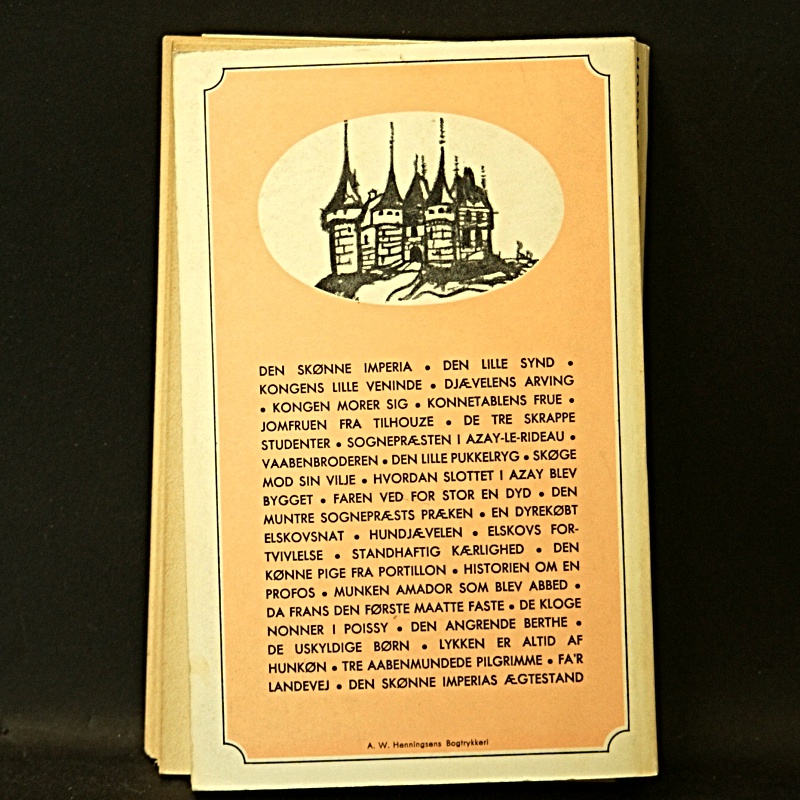 DEN SKØNNE IMPERIA • DEN LILLE SYND •
KONGENS LILLE VENINDE • DJÆVELENS ARVING
• KONGEN MORER SIG • KONNETABLENS FRUE •
JOMFRUEN FRA TILHOUZE • DE TRE SKRAPPE
STUDENTER • SOGNEPRÆSTEN I AZAY-LE-RIDEAU •
VAABENBRODEREN • DEN LILLE PUKKELRYG • SKØGE
MOD SIN VILJE • HVORDAN SLOTTET I AZAY BLEV
BYGGET • FAREN VED FOR STOR EN DYD • DEN
MUNTRE SOGNEPRÆSTS PRÆKEN • EN DYREKØBT
ELSKOVSNAT • HUNDJÆVELEN • ELSKOVS FOR-
TVIVLELSE • STANDHAFTIG KÆRLIGHED • DEN
KØNNE PIGE FRA PORTILLON • HISTORIEN OM EN
PROFOS • MUNKEN AMADOR SOM BLEV ABBED •
DA FRANS DEN FØRSTE MAATTE FASTE • DE KLOGE
NONNER I POISSY • DEN ANGRENDE BERTHE •
DE USKYLDIGE BØRN • LYKKEN ER ALTID AF
HUNKØN • TRE AABENMUNDEDE PILGRIMME • FA'R
LANDEVEJ • DEN SKØNNE IMPERIAS ÆGTESTAND
A. W. Henningsens Bogtrykkeri